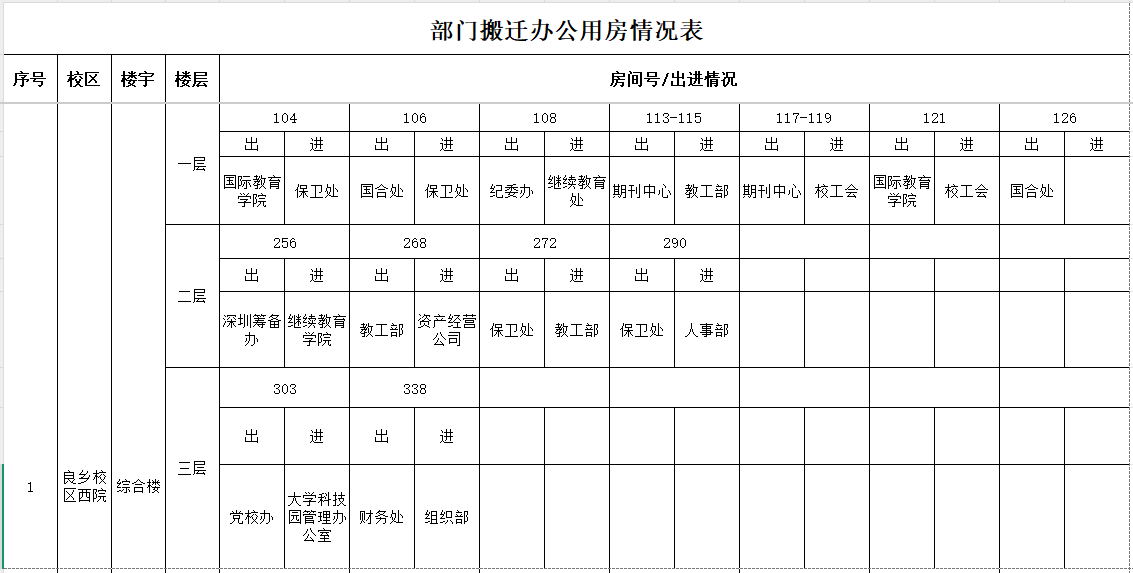 部门搬迁办公用房情况表
序号 校区 楼宇 楼层 房间号/出进情况
104 106 108 113-115 117-119 121 126
出 进 出 进 出 进 出 进 出 进 出 进 出 进
一层
国际教育学院 保卫处 国合处 保卫处 纪委办 继续教育处 期刊中心 教工部 期刊中心 校工会 国际教育学院 校工会 国合处
256 268 272 290
出 进 出 进 出 进 出 进
二层
深圳筹备办 继续教育学院 教工部 资产经营公司 保卫处 教工部 保卫处 人事部
303 338
出 进 出 进
三层
1 良乡校区西院 综合楼
党校办 大学科技园管理办公室 财务处 组织部